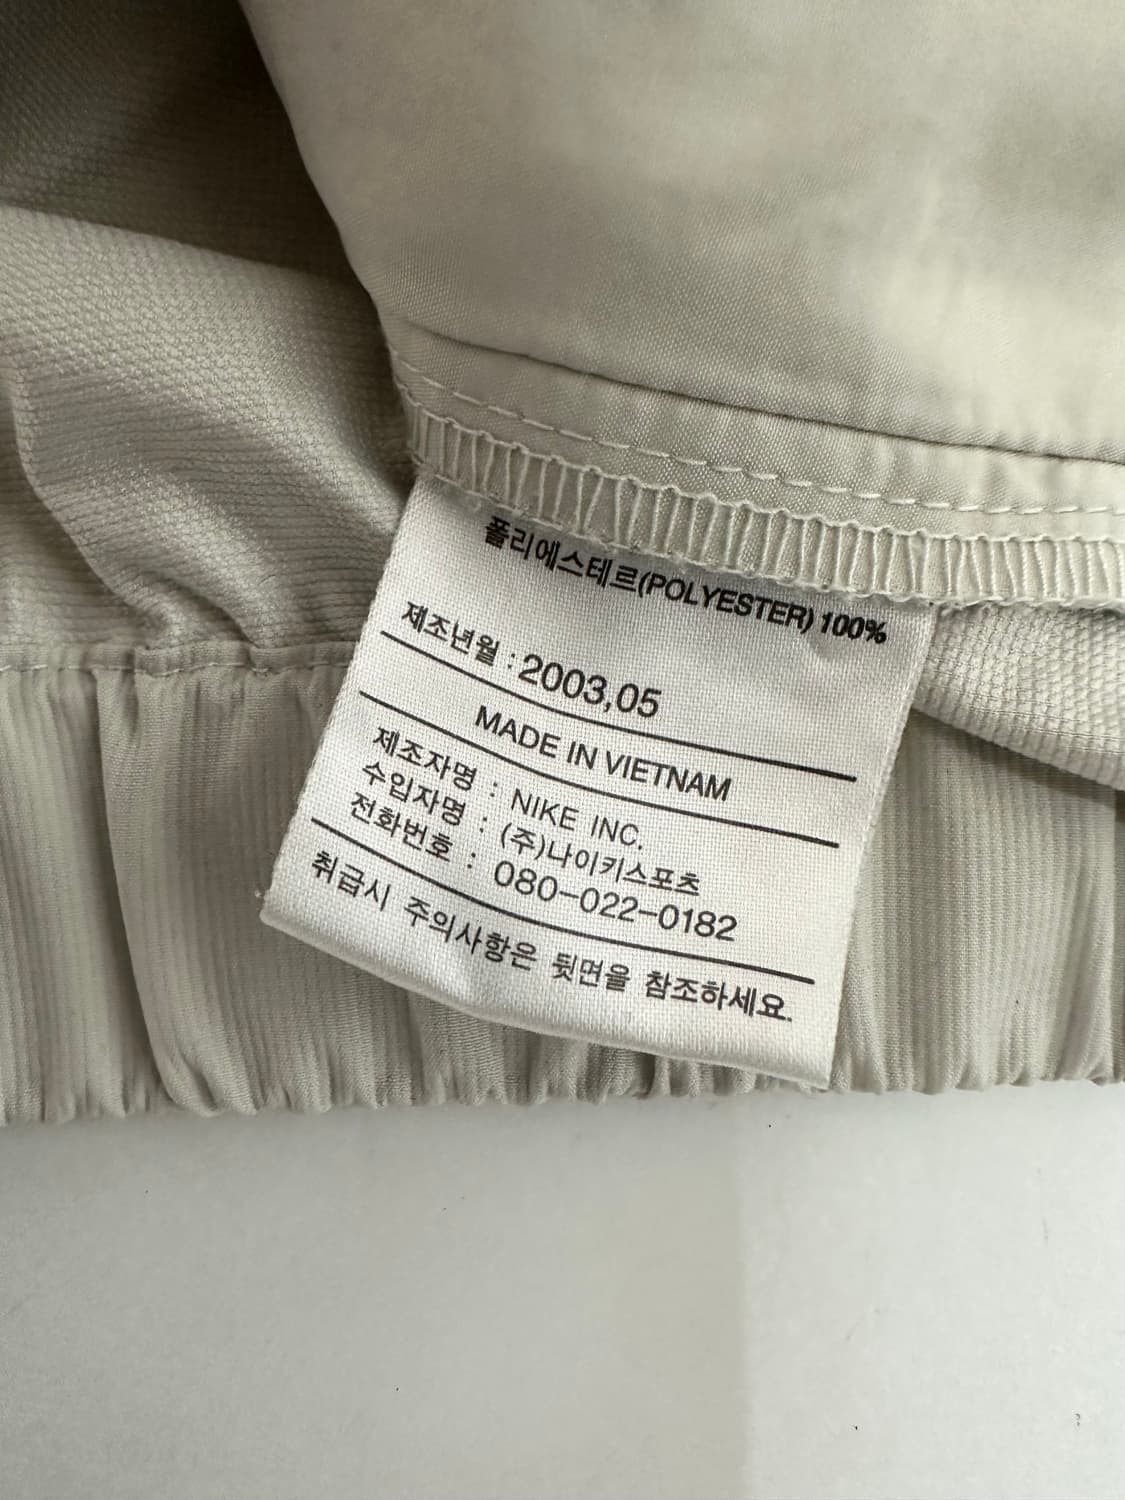 폴리에스테르(POLYESTER) 100%
제조년월 : 2003,05
MADE IN VIETNAM
제조자명 : NIKE INC.
수입자명 : (주)나이키스포츠
전화번호 : 080-022-0182
취급시 주의사항은 뒷면을 참조하세요.